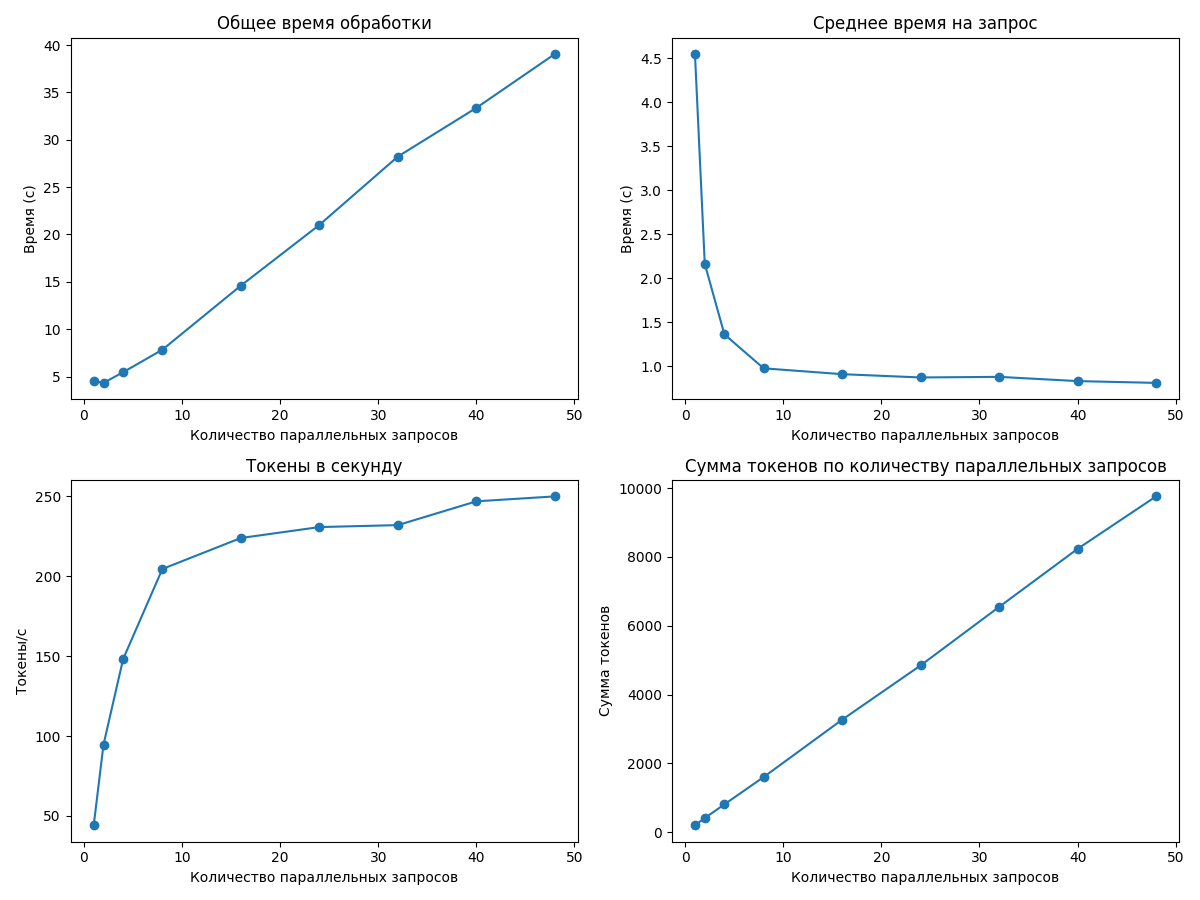 Общее время обработки
40
35
30
25
20
15
10
5
Время (с)
0 10 20 30 40 50
Количество параллельных запросов
Среднее время на запрос
4.5
4.0
3.5
3.0
2.5
2.0
1.5
1.0
Время (с)
0 10 20 30 40 50
Количество параллельных запросов
Токены в секунду
250
200
150
100
50
Токены/с
0 10 20 30 40 50
Количество параллельных запросов
Сумма токенов по количеству параллельных запросов
10000
8000
6000
4000
2000
0
Сумма токенов
0 10 20 30 40 50
Количество параллельных запросов